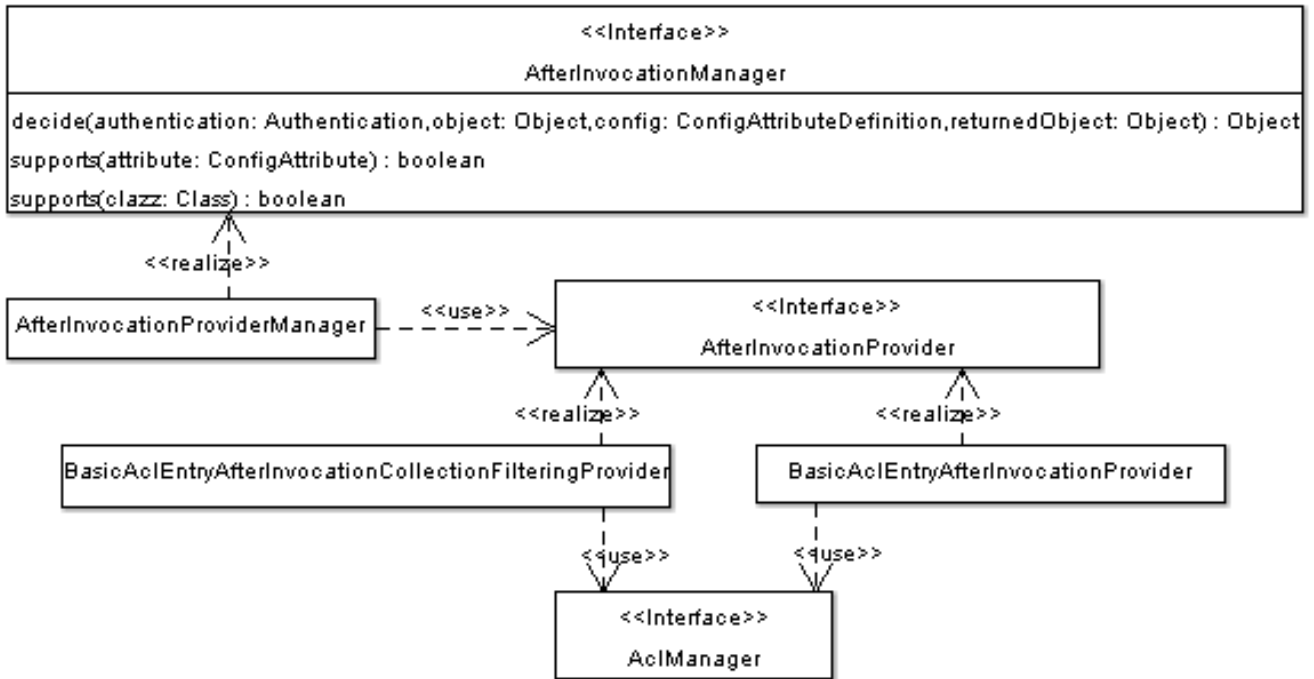 <<Interface>>
AfterInvocationManager
decide(authentication: Authentication,object: Object,config: ConfigAttributeDefinition,returnedObject: Object) : Object
supports(attribute: ConfigAttribute) : boolean
supports(clazz: Class) : boolean
<<realize>>
AfterInvocationProviderManager
<<use>>
<<Interface>>
AfterInvocationProvider
<<realize>>
<<realize>>
BasicAclEntryAfterInvocationCollectionFilteringProvider
BasicAclEntryAfterInvocationProvider
<<use>>
<<use>>
<<Interface>>
AclManager